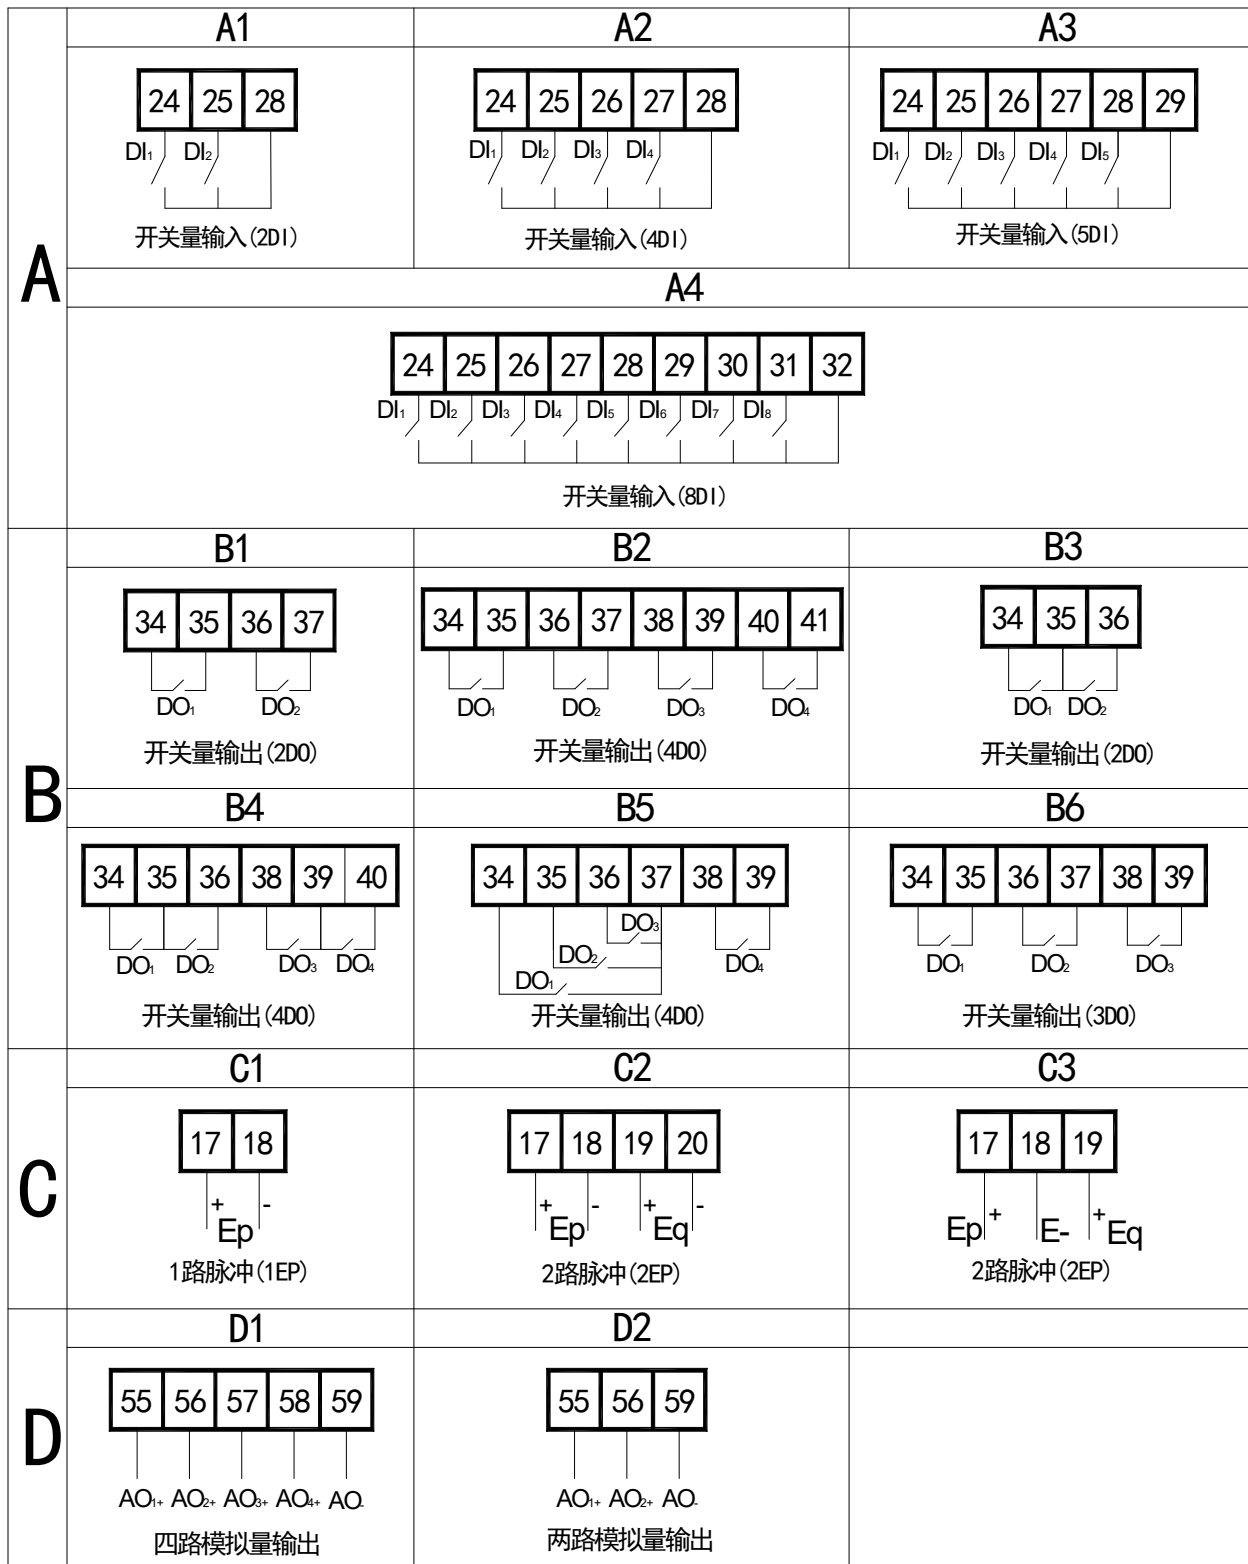 A
A1
A2
A3
24 25 28
24 25 26 27 28
24 25 26 27 28 29
DI₁ DI₂
DI₁ DI₂ DI₃ DI₄
DI₁ DI₂ DI₃ DI₄ DI₅
开关量输入(2DI)
开关量输入(4DI)
开关量输入(5DI)
A4
24 25 26 27 28 29 30 31 32
DI₁ DI₂ DI₃ DI₄ DI₅ DI₆ DI₇ DI₈
开关量输入(8DI)
B
B1
B2
B3
34 35 36 37
34 35 36 37 38 39 40 41
34 35 36
DO₁ DO₂
DO₁ DO₂ DO₃ DO₄
DO₁ DO₂
开关量输出(2DO)
开关量输出(4DO)
开关量输出(2DO)
B4
B5
B6
34 35 36 38 39 40
34 35 36 37 38 39
34 35 36 37 38 39
DO₁ DO₂ DO₃ DO₄
DO₃
DO₂
DO₁
DO₄
DO₁ DO₂ DO₃
开关量输出(4DO)
开关量输出(4DO)
开关量输出(3DO)
C
C1
C2
C3
17 18
17 18 19 20
17 18 19
+ Ep -
+ Ep - + Eq -
Ep + E- + Eq
1路脉冲(1EP)
2路脉冲(2EP)
2路脉冲(2EP)
D
D1
D2
55 56 57 58 59
55 56 59
AO₁₊ AO₂₊ AO₃₊ AO₄₊ AO₋
AO₁₊ AO₂₊ AO₋
四路模拟量输出
两路模拟量输出